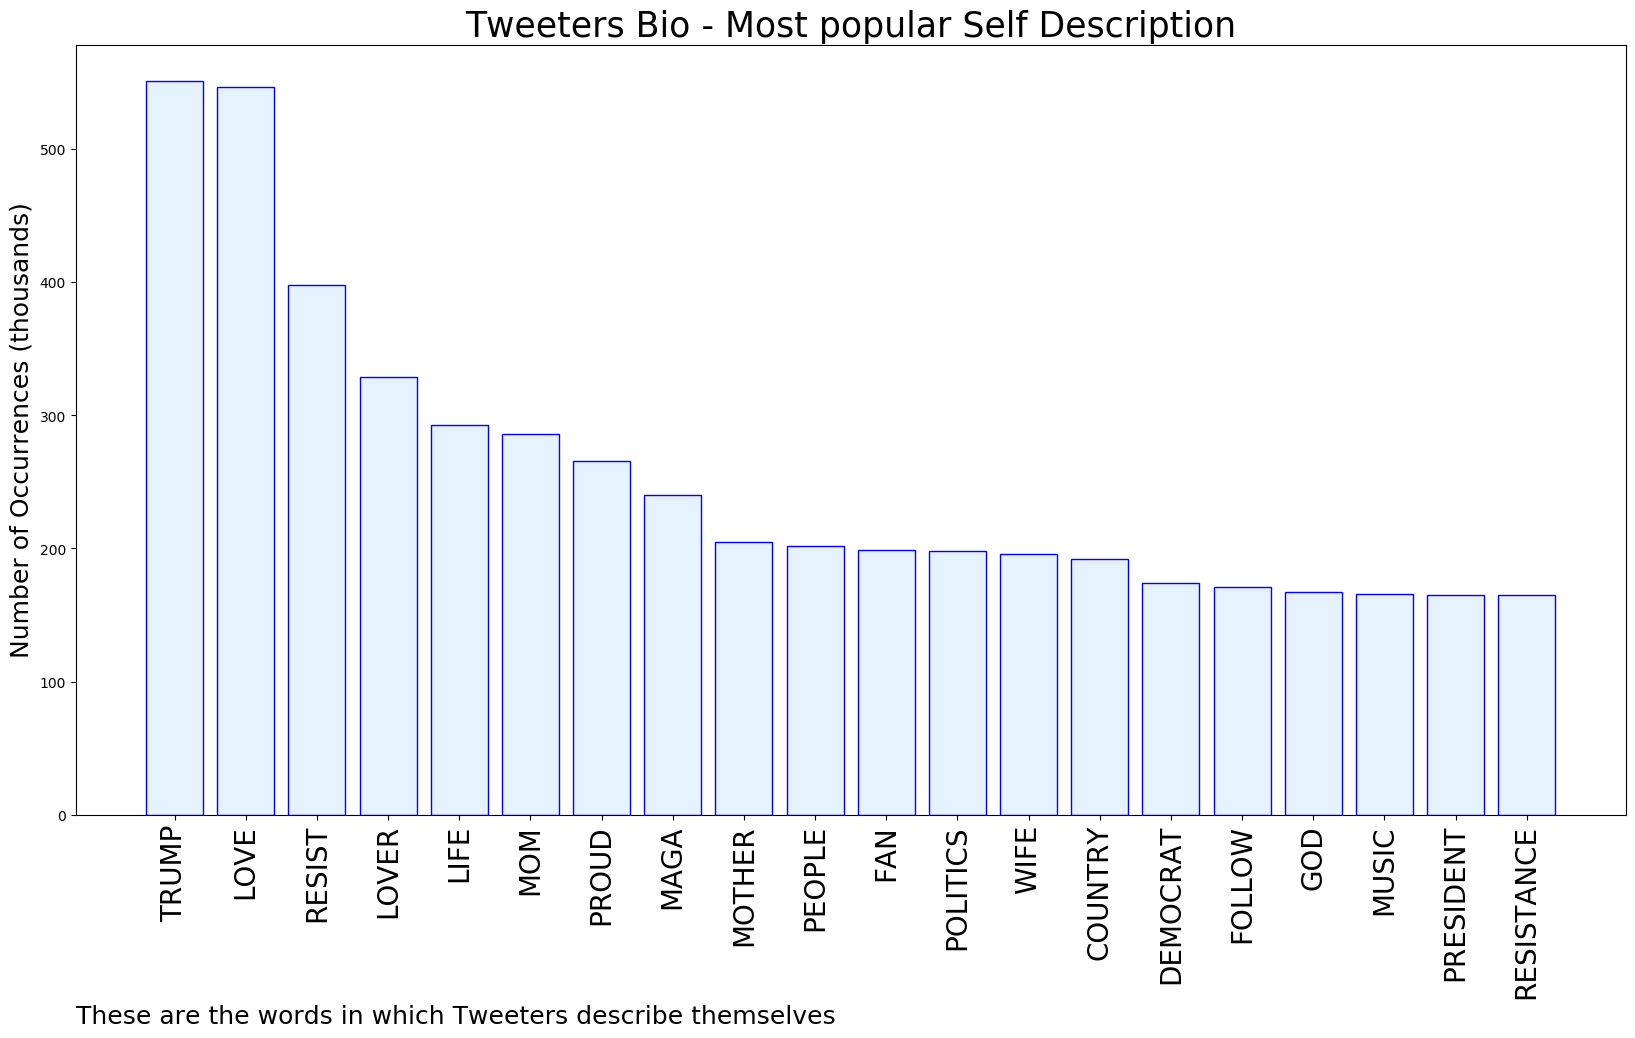 Tweeters Bio - Most popular Self Description
Number of Occurrences (thousands)
500
400
300
200
100
0
TRUMP
LOVE
RESIST
LOVER
LIFE
MOM
PROUD
MAGA
MOTHER
PEOPLE
FAN
POLITICS
WIFE
COUNTRY
DEMOCRAT
FOLLOW
GOD
MUSIC
PRESIDENT
RESISTANCE
These are the words in which Tweeters describe themselves